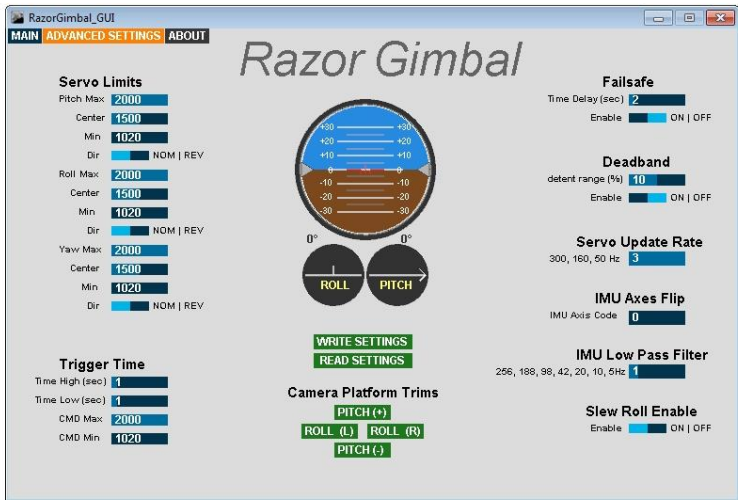 RazorGimbal_GUI
MAIN ADVANCED SETTINGS ABOUT
Razor Gimbal
Servo Limits
Pitch Max 2000
Center 1500
Min 1020
Dir NOM | REV
Roll Max 2000
Center 1500
Min 1020
Dir NOM | REV
Yaw Max 2000
Center 1500
Min 1020
Dir NOM | REV
Trigger Time
Time High (sec) 1
Time Low (sec) 1
CMD Max 2000
CMD Min 1020
+30 +30
+20 +20
+10 +10
0 0
-10 -10
-20 -20
-30 -30
0° 0°
ROLL PITCH
WRITE SETTINGS
READ SETTINGS
Camera Platform Trims
PITCH (+)
ROLL (L) ROLL (R)
PITCH (-)
Failsafe
Time Delay (sec) 2
Enable ON | OFF
Deadband
detent range (%) 10
Enable ON | OFF
Servo Update Rate
300, 160, 50 Hz 3
IMU Axes Flip
IMU Axis Code 0
IMU Low Pass Filter
256, 188, 98, 42, 20, 10, 5Hz 1
Slew Roll Enable
Enable ON | OFF